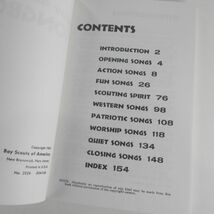 CONTENTS
INTRODUCTION 2
OPENING SONGS 4
ACTION SONGS 8
FUN SONGS 26
SCOUTING SPIRIT 76
WESTERN SONGS 98
PATRIOTIC SONGS 108
WORSHIP SONGS 118
QUIET SONGS 124
CLOSING SONGS 148
INDEX 154
Copyright
Boy Scouts of America
New Brunswick, New Jersey